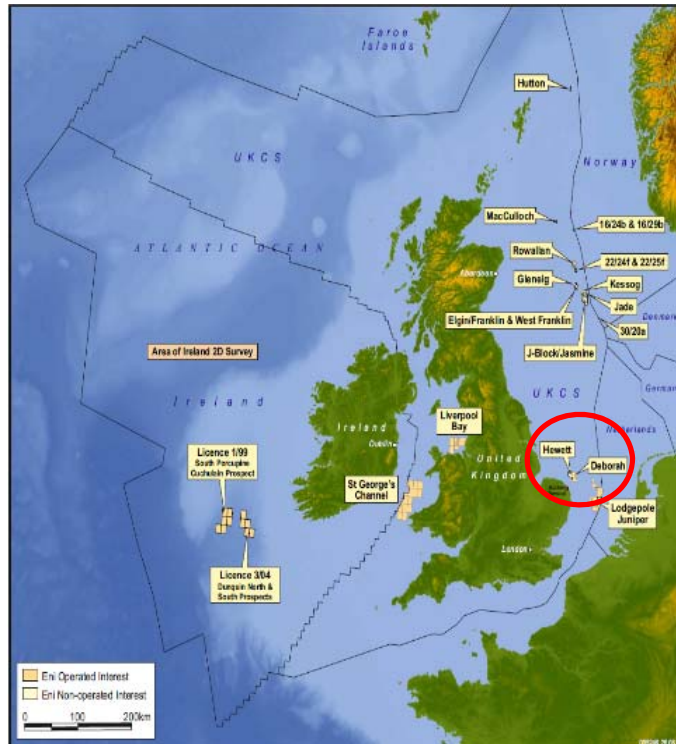 Faroe
Islands
Hutton
UKCS
Norway
MacCulloch
16/24b & 16/29b
ATLANTIC OCEAN
Rowallan
22/24f & 22/25f
Aberdeen
Glenelg
Kessog
Jade
Elgin/Franklin & West Franklin
Denmark
30/20a
Area of Ireland 2D Survey
J-Block/Jasmine
German
UKCS
Ireland
Liverpool
Bay
Ireland
Netherlands
Dublin
Licence 1/99
South Porcupine
Cuchulain Prospect
United
Kingdom
Hewett
Deborah
St George's
Channel
Lodgepole
Juniper
London
Licence 3/04
Dunquin North &
South Prospects
Eni Operated Interest
Eni Non-operated Interest
0 100 200km